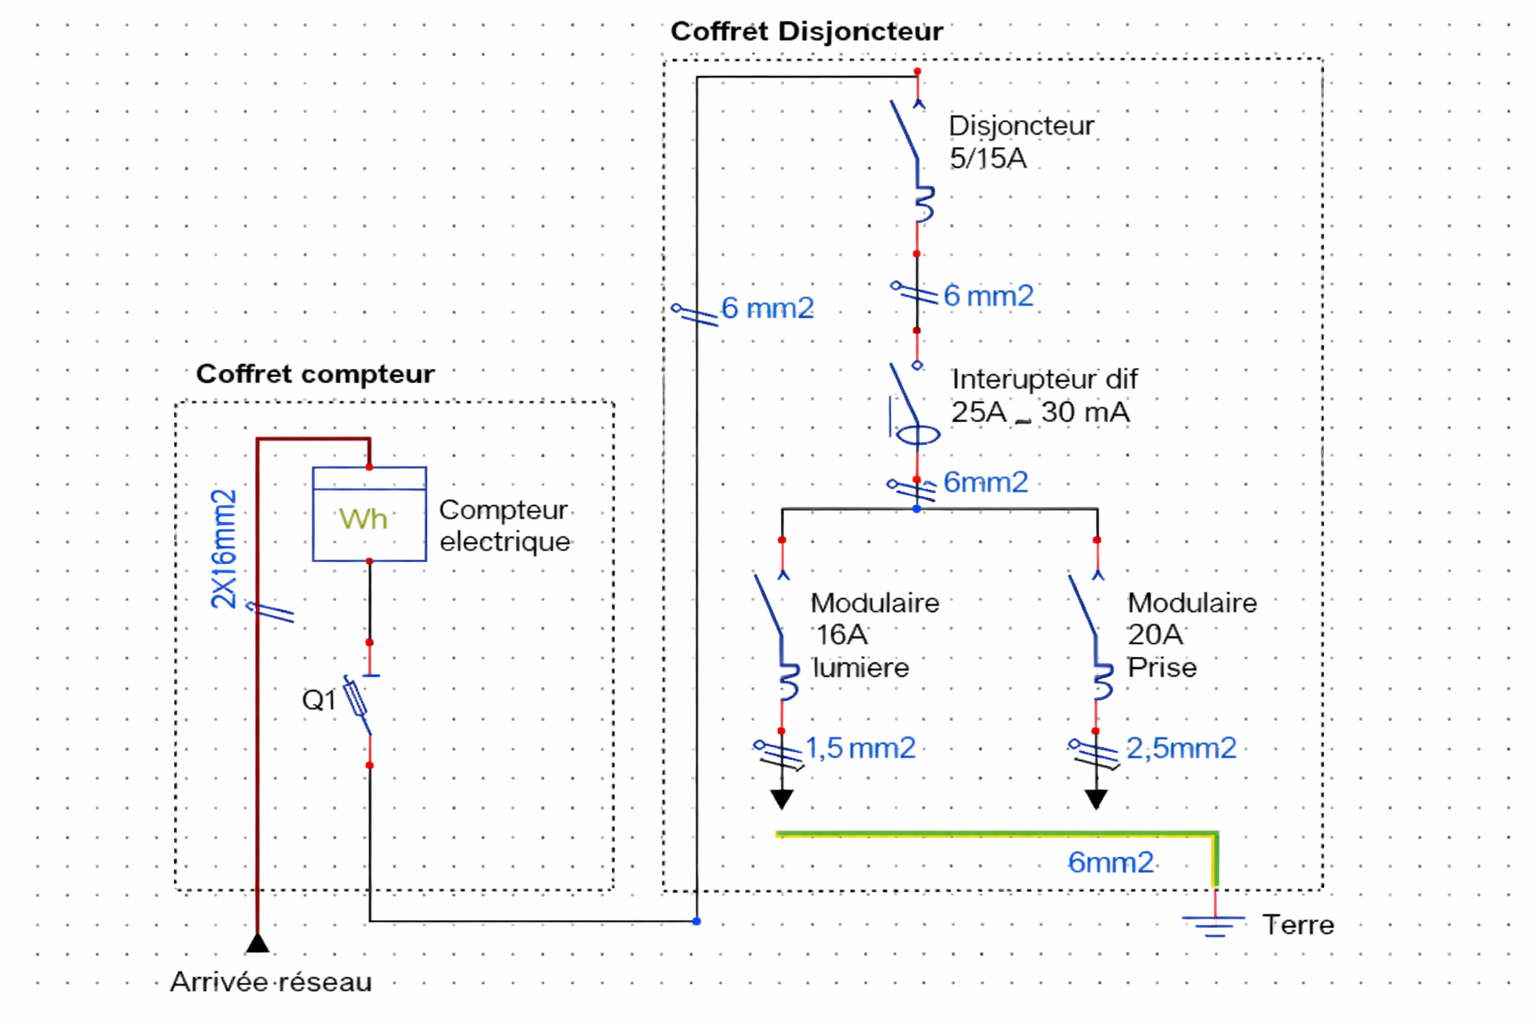 Coffret Disjoncteur
Disjoncteur
5/15A
6 mm2
6 mm2
Coffret compteur
Interupteur dif
25A _ 30 mA
6mm2
2X16mm2
Wh
Compteur
electrique
Modulaire
16A
lumiere
Modulaire
20A
Prise
Q1
1,5 mm2
2,5mm2
6mm2
Terre
Arrivée réseau